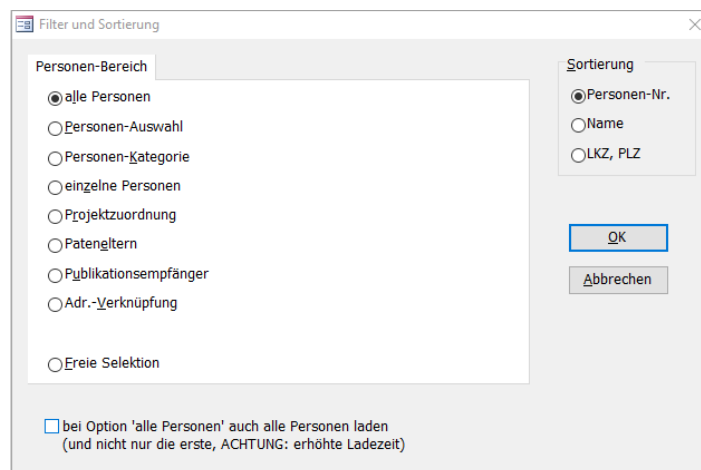 Filter und Sortierung
Personen-Bereich
alle Personen
Personen-Auswahl
Personen-Kategorie
einzelne Personen
Projektzuordnung
Pateneltern
Publikationsempfänger
Adr.-Verknüpfung
Freie Selektion
Sortierung
Personen-Nr.
Name
LKZ, PLZ
OK
Abbrechen
bei Option 'alle Personen' auch alle Personen laden
(und nicht nur die erste, ACHTUNG: erhöhte Ladezeit)